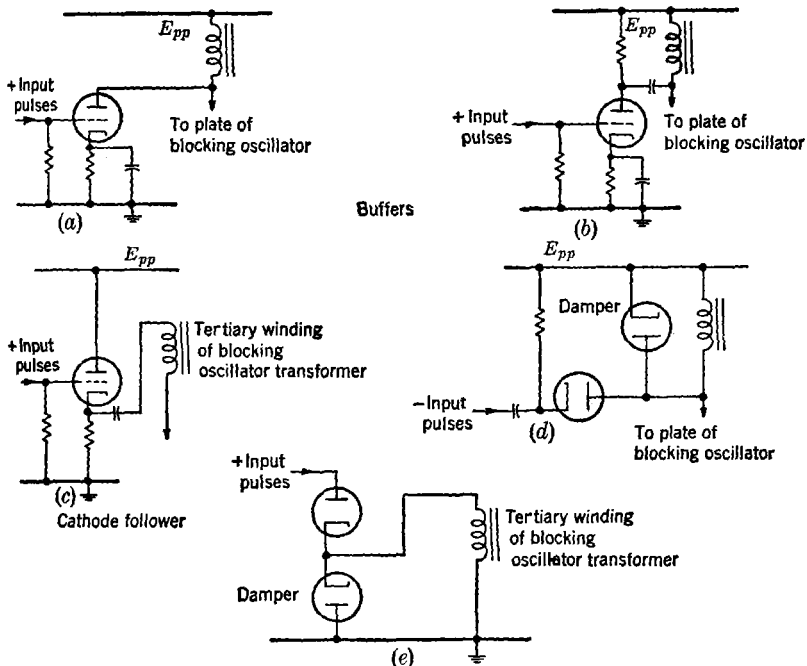 E_pp
+Input
pulses
To plate of
blocking oscillator
(a)
E_pp
+Input
pulses
To plate of
blocking oscillator
(b)
Buffers
E_pp
+Input
pulses
Tertiary winding
of blocking
oscillator transformer
(c)
Cathode follower
E_pp
Damper
-Input
pulses
(d)
To plate of
blocking oscillator
+Input
pulses
Tertiary winding
of blocking
oscillator transformer
Damper
(e)